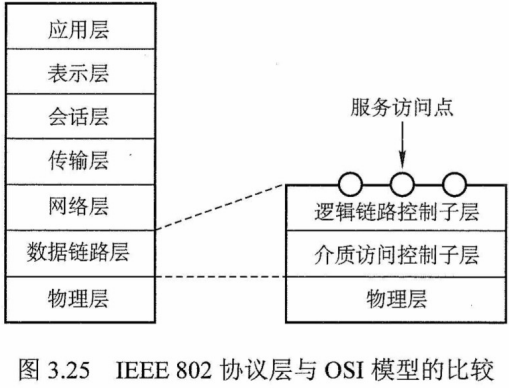 应用层
表示层
会话层
传输层
网络层
数据链路层
物理层
服务访问点
逻辑链路控制子层
介质访问控制子层
物理层
图 3.25 IEEE 802 协议层与 OSI 模型的比较